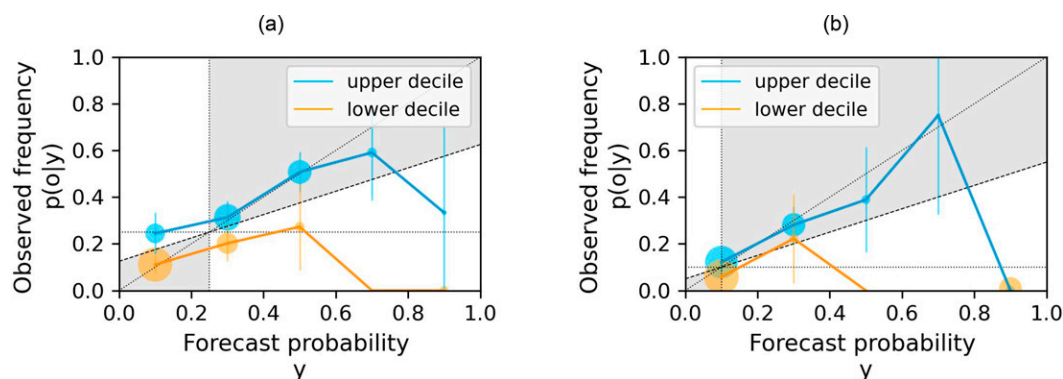 (a)
1.0
0.8
0.6
0.4
0.2
0.0
Observed frequency
p(o|y)
upper decile
lower decile
0.0 0.2 0.4 0.6 0.8 1.0
Forecast probability
y
(b)
1.0
0.8
0.6
0.4
0.2
0.0
Observed frequency
p(o|y)
upper decile
lower decile
0.0 0.2 0.4 0.6 0.8 1.0
Forecast probability
y